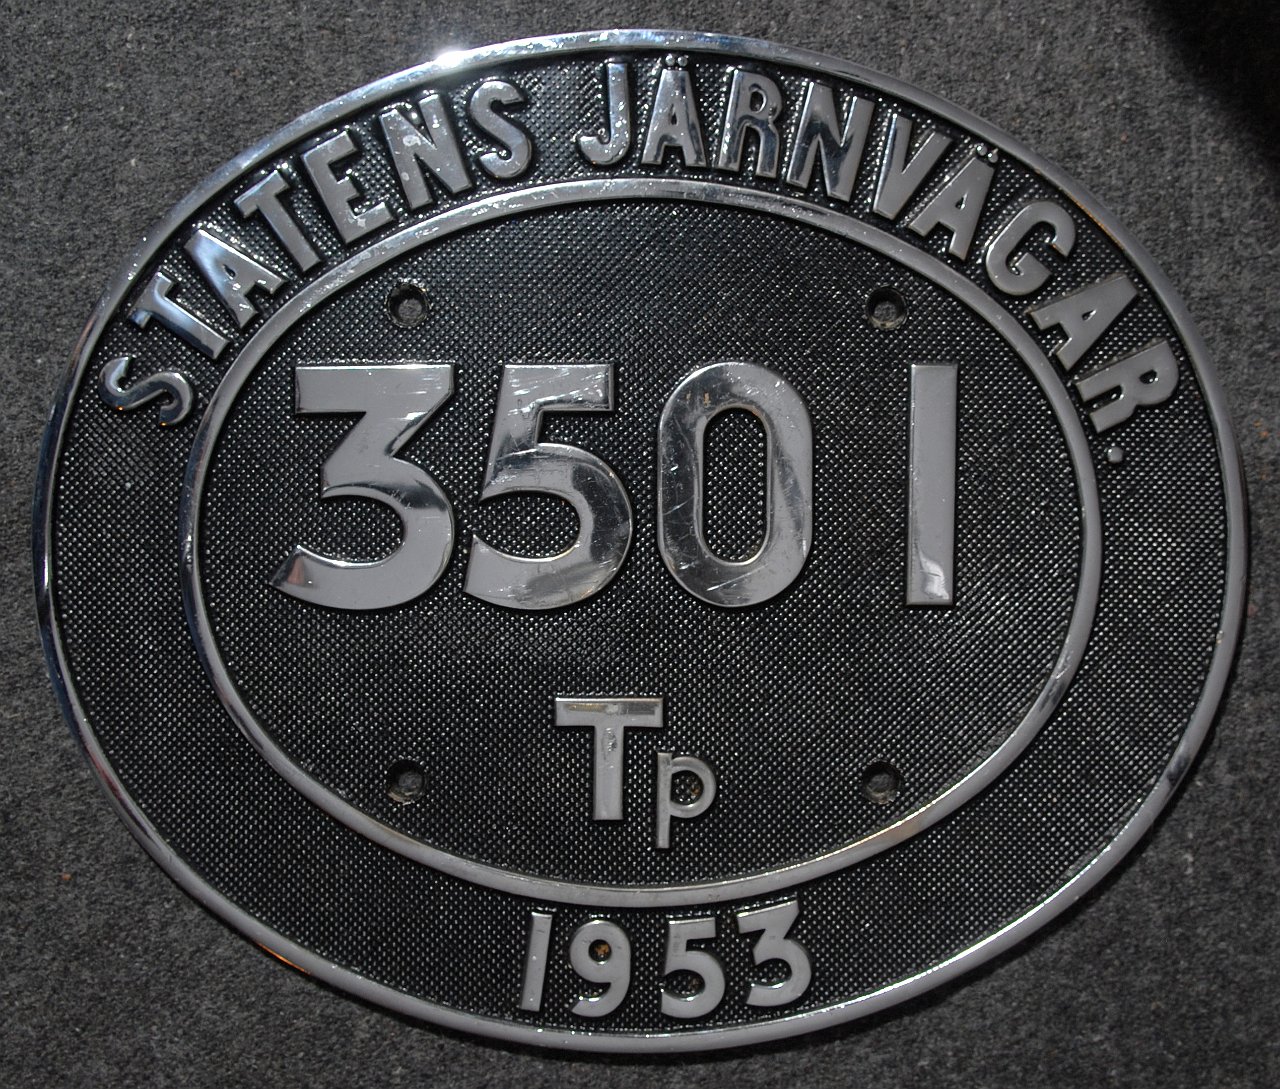 STATENS JÄRNVÄGAR.
3501
Tp
1953